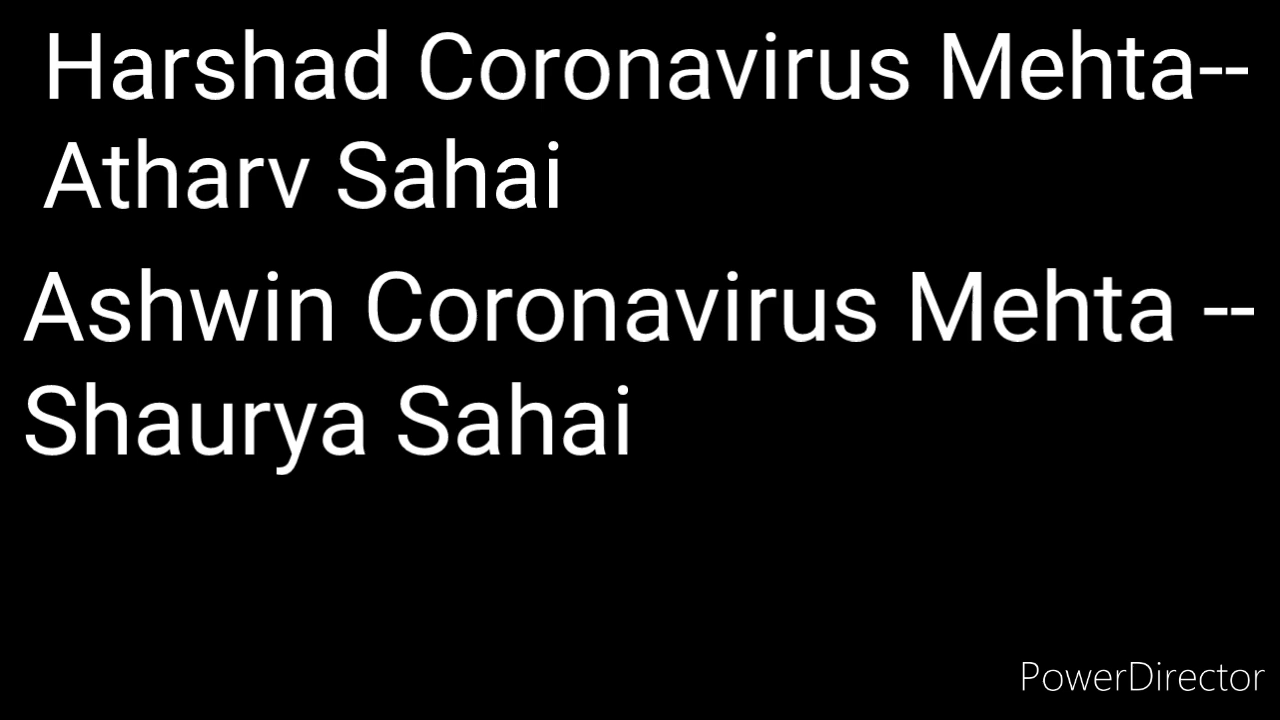 Harshad Coronavirus Mehta--
Atharv Sahai
Ashwin Coronavirus Mehta --
Shaurya Sahai
PowerDirector